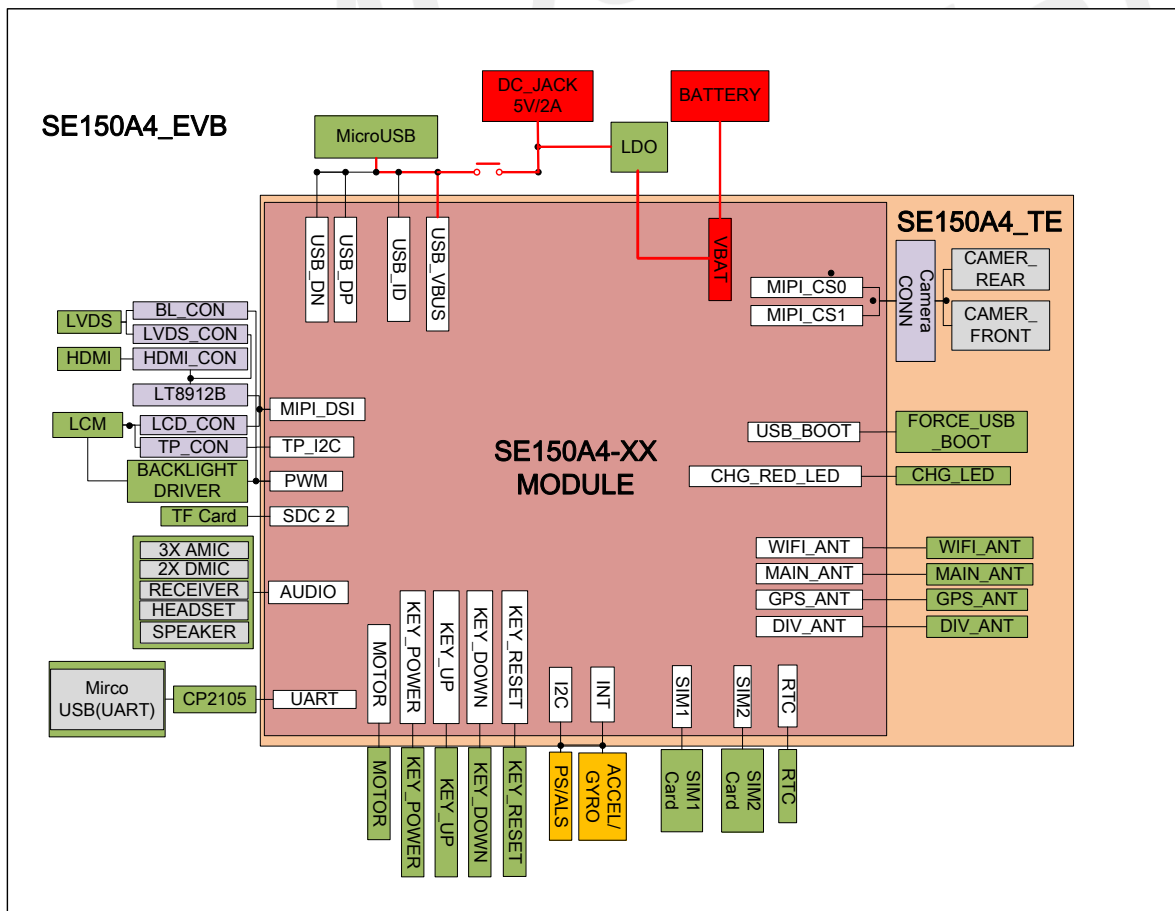 DC_JACK
5V/2A
BATTERY
SE150A4_EVB
MicroUSB
LDO
SE150A4_TE
USB_DN
USB_DP
USB_ID
USB_VBUS
VBAT
Camera
CONN
CAMER_
REAR
CAMER_
FRONT
MIPI_CS0
MIPI_CS1
LVDS
BL_CON
LVDS_CON
HDMI
HDMI_CON
LT8912B
LCM
LCD_CON
TP_CON
BACKLIGHT
DRIVER
TF Card
MIPI_DSI
TP_I2C
PWM
SDC 2
SE150A4-XX
MODULE
USB_BOOT
FORCE_USB
_BOOT
CHG_RED_LED
CHG_LED
WIFI_ANT
WIFI_ANT
MAIN_ANT
MAIN_ANT
GPS_ANT
GPS_ANT
DIV_ANT
DIV_ANT
3X AMIC
2X DMIC
RECEIVER
HEADSET
SPEAKER
AUDIO
Mirco
USB(UART)
CP2105
UART
MOTOR
KEY_POWER
KEY_UP
KEY_DOWN
KEY_RESET
I2C
INT
SIM1
SIM2
RTC
MOTOR
KEY_POWER
KEY_UP
KEY_DOWN
KEY_RESET
PS/ALS
ACCEL/
GYRO
SIM1
Card
SIM2
Card
RTC